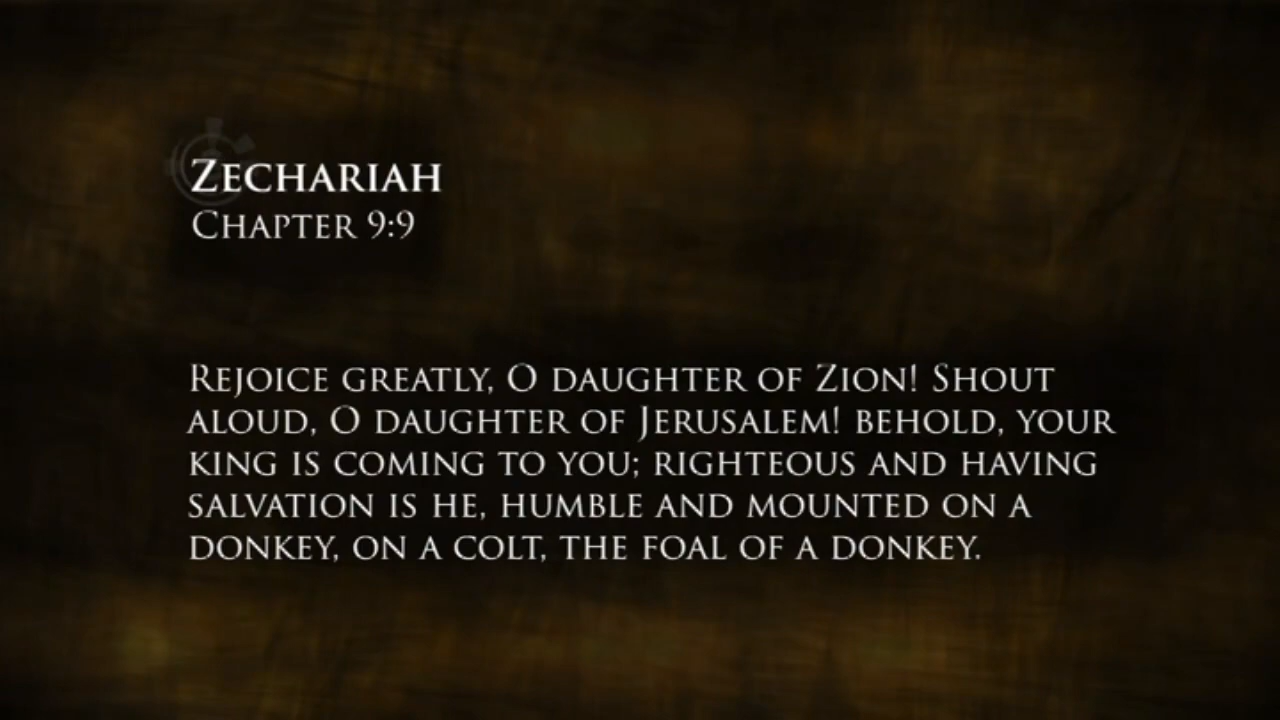 Zechariah
Chapter 9:9
Rejoice greatly, O daughter of Zion! Shout
aloud, O daughter of Jerusalem! behold, your
king is coming to you; righteous and having
salvation is he, humble and mounted on a
donkey, on a colt, the foal of a donkey.